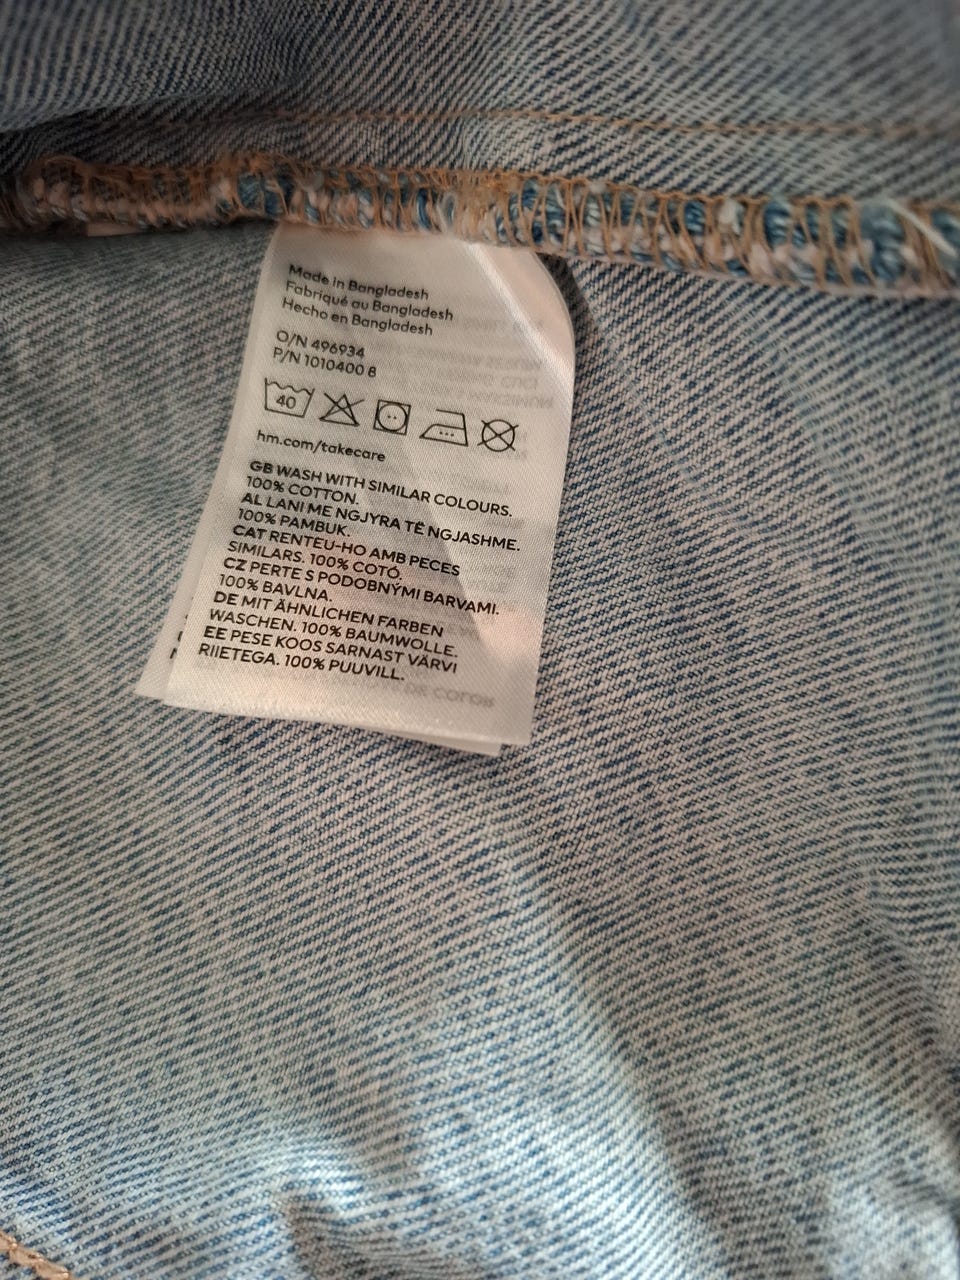 Made in Bangladesh
Fabriqué au Bangladesh
Hecho en Bangladesh
O/N 496934
P/N 1010400 8
40
hm.com/takecare
GB WASH WITH SIMILAR COLOURS.
100% COTTON.
AL LANI ME NGJYRA TË NGJASHME.
100% PAMBUK.
CAT RENTEU-HO AMB PECES
SIMILARS. 100% COTÓ.
CZ PERTE S PODOBNÝMI BARVAMI.
100% BAVLNA.
DE MIT ÄHNLICHEN FARBEN
WASCHEN. 100% BAUMWOLLE.
EE PESE KOOS SARNAST VÄRVI
RIIETEGA. 100% PUUVILL.